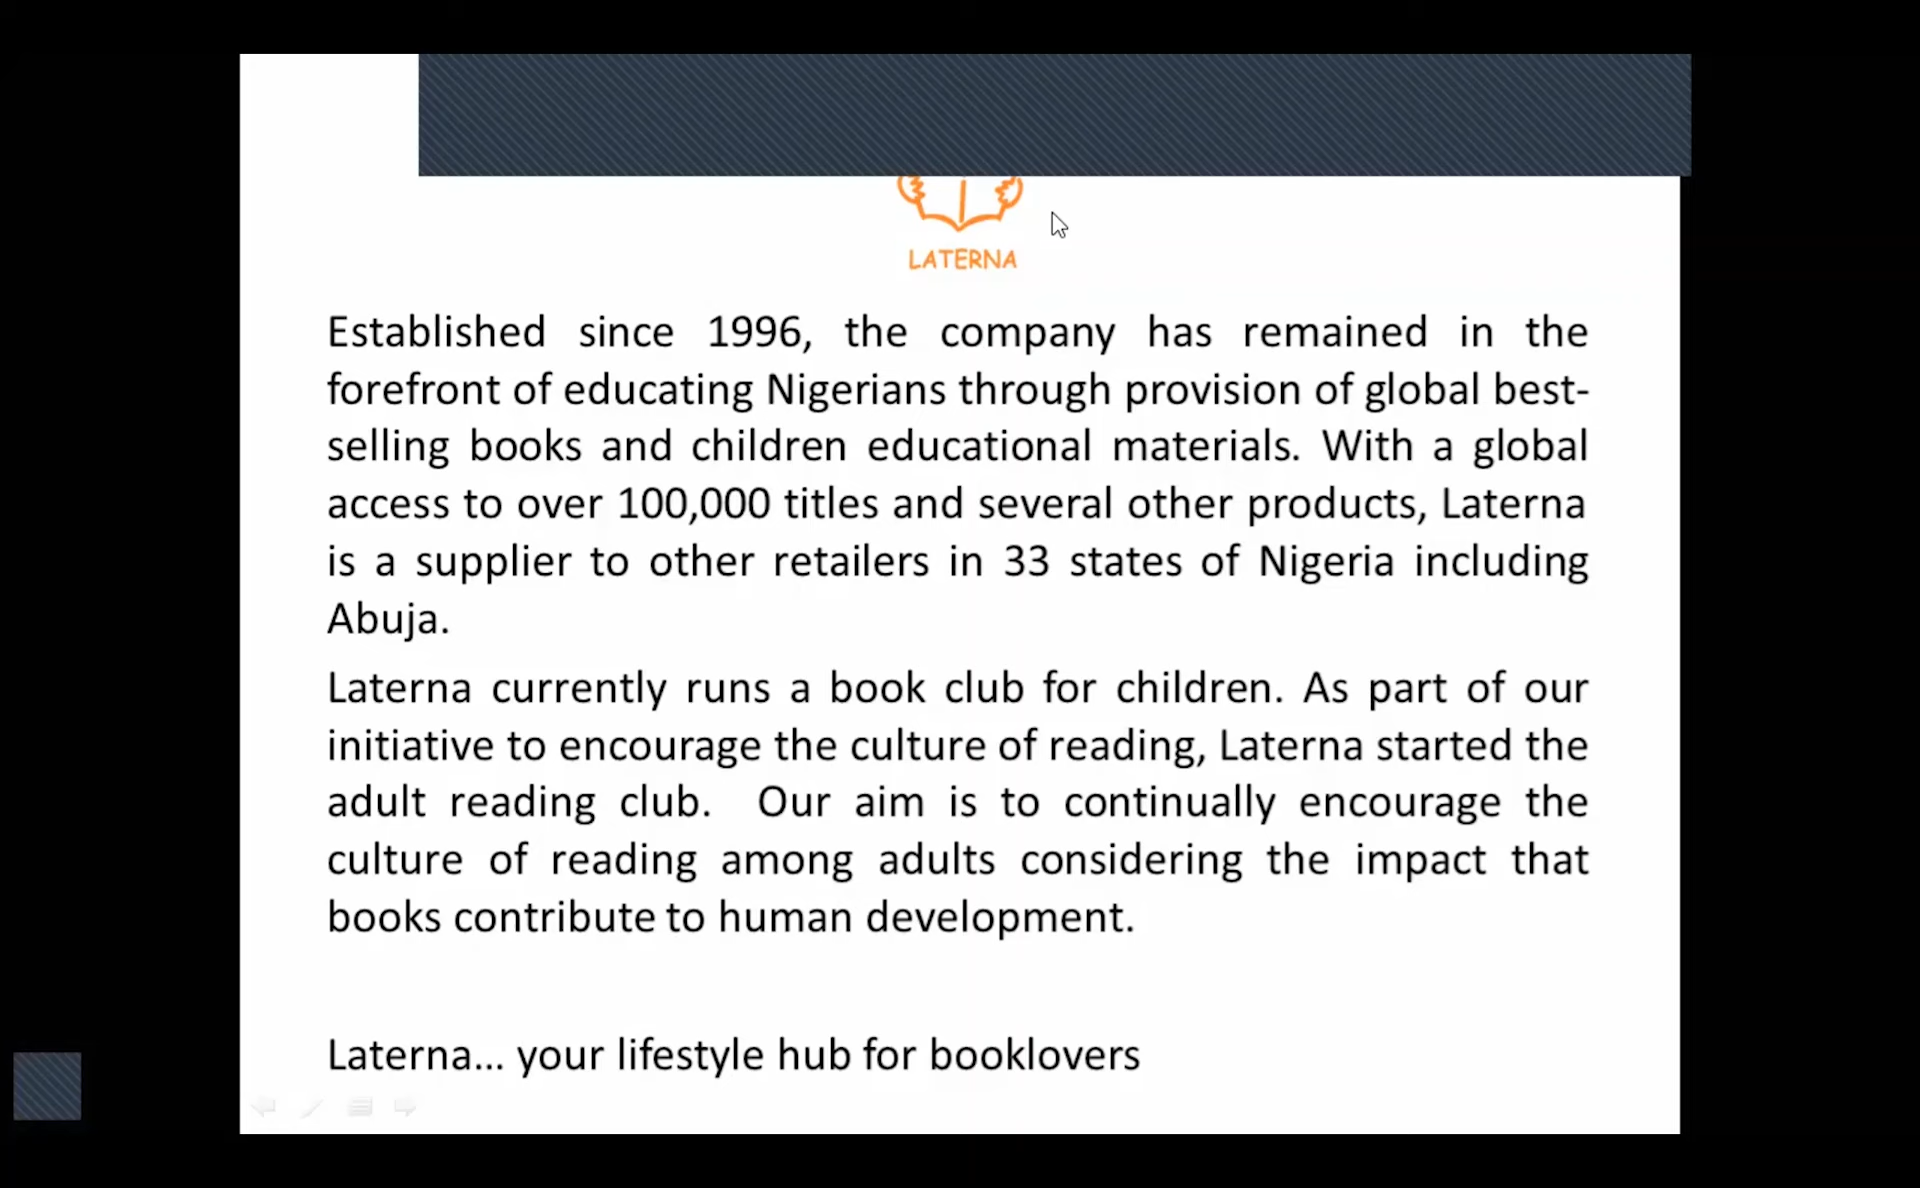 LATERNA
Established since 1996, the company has remained in the
forefront of educating Nigerians through provision of global best-
selling books and children educational materials. With a global
access to over 100,000 titles and several other products, Laterna
is a supplier to other retailers in 33 states of Nigeria including
Abuja.
Laterna currently runs a book club for children. As part of our
initiative to encourage the culture of reading, Laterna started the
adult reading club.  Our aim is to continually encourage the
culture of reading among adults considering the impact that
books contribute to human development.
Laterna... your lifestyle hub for booklovers